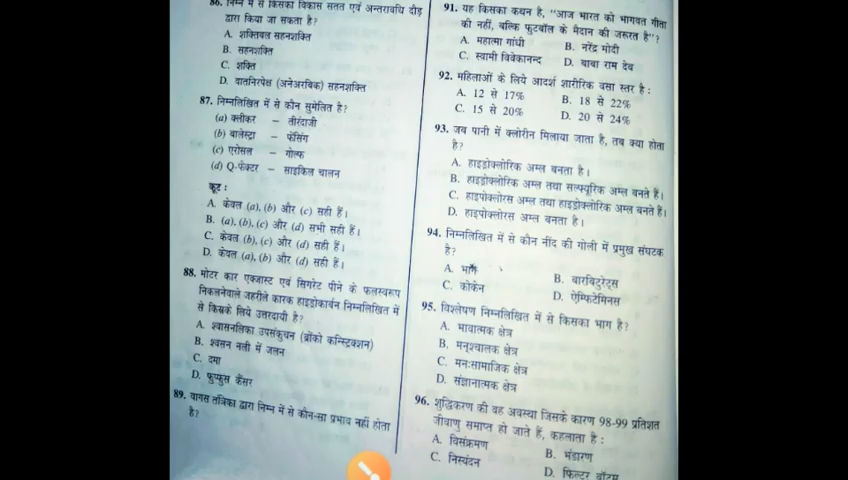 86. निम्न में से किसका विकास सतत एवं अन्तरावधि दौड़
द्वारा किया जा सकता है?
A. शक्तिबल सहनशक्ति
B. सहनशक्ति
C. शक्ति
D. वातनिरपेक्ष (अनेअरबिक) सहनशक्ति
87. निम्नलिखित में से कौन सुमेलित है?
(a) क्लीकर – तीरंदाजी
(b) बालेस्ट्रा – फेंसिंग
(c) एरोसल – गोल्फ
(d) Q-फेक्टर – साइकिल चालन
कूट :
A. केवल (a), (b) और (c) सही हैं।
B. (a), (b), (c) और (d) सभी सही हैं।
C. केवल (b), (c) और (d) सही हैं।
D. केवल (a), (b) और (d) सही हैं।
88. मोटर कार एक्जास्ट एवं सिगरेट पीने के फलस्वरूप
निकलनेवाले जहरीले कारक हाइड्रोकार्बन निम्नलिखित में
से किसके लिये उत्तरदायी है?
A. श्वासनलिका उपसंकुचन (ब्रोंको कन्स्ट्रिक्शन)
B. श्वसन नली में जलन
C. दमा
D. फुफ्फुस कैंसर
89. वागस तंत्रिका द्वारा निम्न में से कौन-सा प्रभाव नहीं होता
है?
91. यह किसका कथन है, “आज भारत को भागवत गीता
की नहीं, बल्कि फुटबॉल के मैदान की जरूरत है”?
A. महात्मा गांधी B. नरेंद्र मोदी
C. स्वामी विवेकानन्द D. बाबा राम देव
92. महिलाओं के लिये आदर्श शारीरिक वसा स्तर है :
A. 12 से 17% B. 18 से 22%
C. 15 से 20% D. 20 से 24%
93. जब पानी में क्लोरीन मिलाया जाता है, तब क्या होता
है?
A. हाइड्रोक्लोरिक अम्ल बनता है।
B. हाइड्रोक्लोरिक अम्ल तथा सल्फ्यूरिक अम्ल बनते हैं।
C. हाइपोक्लोरस अम्ल तथा हाइड्रोक्लोरिक अम्ल बनते हैं।
D. हाइपोक्लोरस अम्ल बनता है।
94. निम्नलिखित में से कौन नींद की गोली में प्रमुख संघटक
है?
A. भाँग B. बारबिटुरेट्स
C. कोकेन D. ऐम्फिटेमिनस
95. विश्लेषण निम्नलिखित में से किसका भाग है?
A. भावात्मक क्षेत्र
B. मनश्चालक क्षेत्र
C. मन:सामाजिक क्षेत्र
D. संज्ञानात्मक क्षेत्र
96. शुद्धिकरण की वह अवस्था जिसके कारण 98-99 प्रतिशत
जीवाणु समाप्त हो जाते हैं, कहलाता है :
A. विसंक्रमण B. भंडारण
C. निस्यंदन D. फिल्टर बॉटम